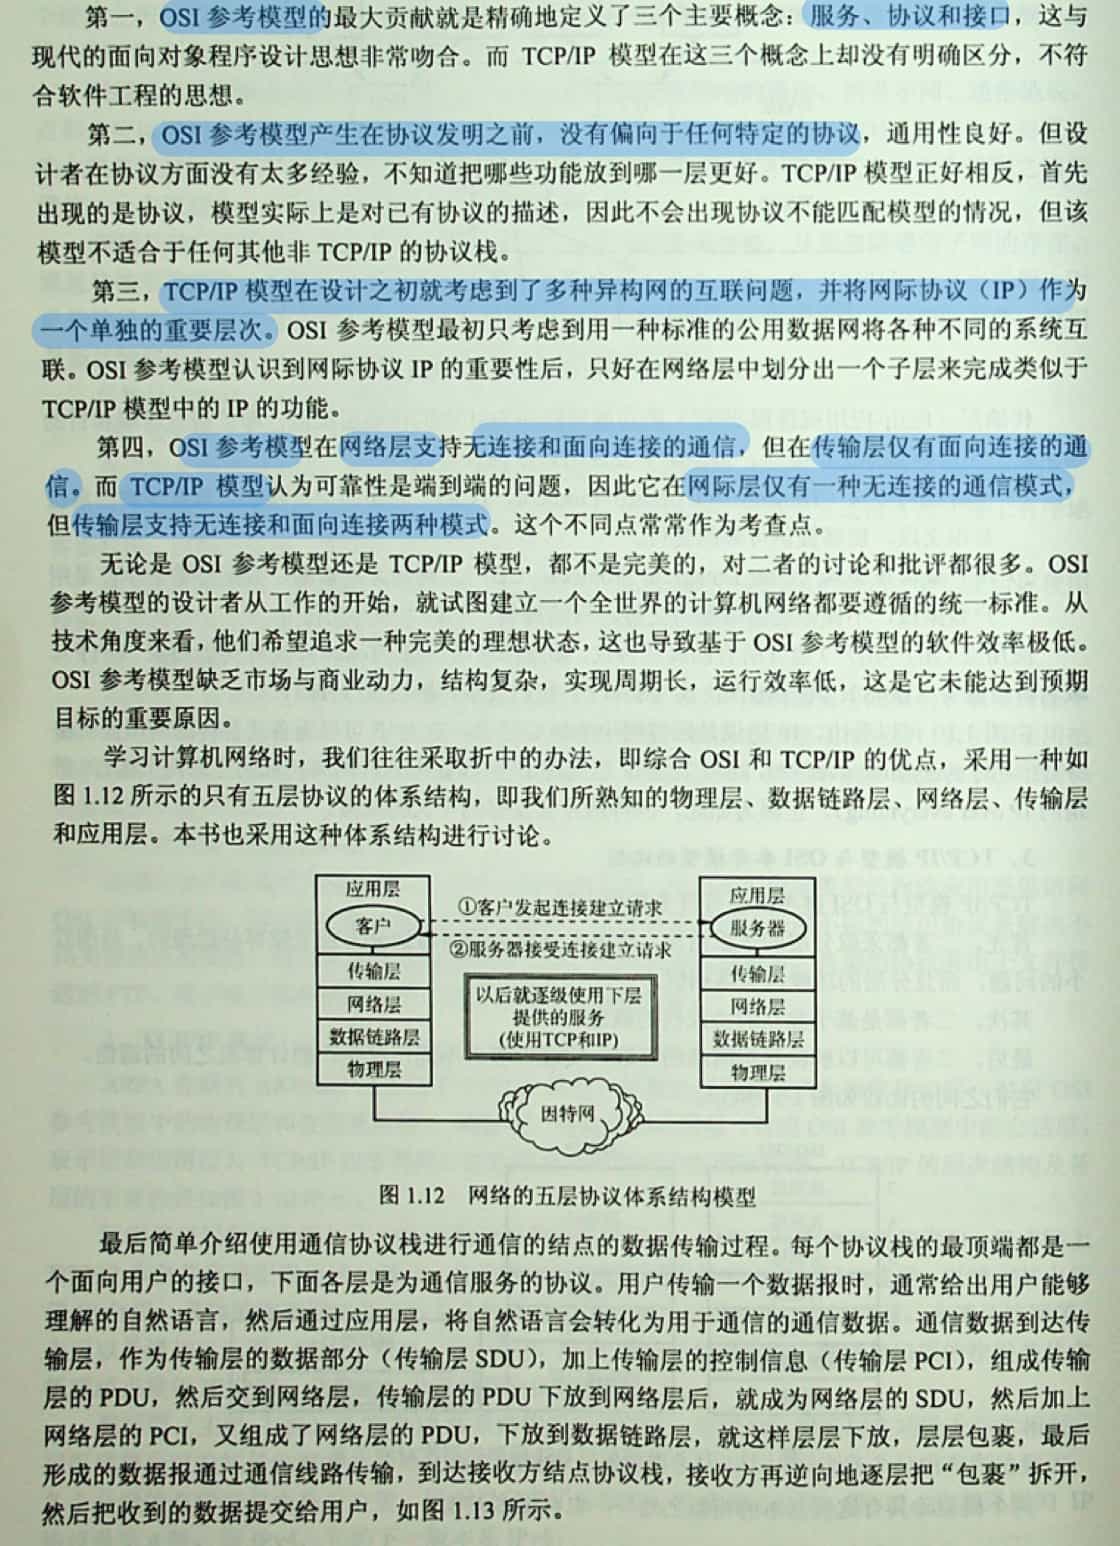 第一，OSI 参考模型的最大贡献就是精确地定义了三个主要概念：服务、协议和接口，这与
现代的面向对象程序设计思想非常吻合。而 TCP/IP 模型在这三个概念上却没有明确区分，不符
合软件工程的思想。
第二，OSI 参考模型产生在协议发明之前，没有偏向于任何特定的协议，通用性良好。但设
计者在协议方面没有太多经验，不知道把哪些功能放到哪一层更好。TCP/IP 模型正好相反，首先
出现的是协议，模型实际上是对已有协议的描述，因此不会出现协议不能匹配模型的情况，但该
模型不适合于任何其他非 TCP/IP 的协议栈。
第三，TCP/IP 模型在设计之初就考虑到了多种异构网的互联问题，并将网际协议（IP）作为
一个单独的重要层次。OSI 参考模型最初只考虑到用一种标准的公用数据网将各种不同的系统互
联。OSI 参考模型认识到网际协议 IP 的重要性后，只好在网络层中划分出一个子层来完成类似于
TCP/IP 模型中的 IP 的功能。
第四，OSI 参考模型在网络层支持无连接和面向连接的通信，但在传输层仅有面向连接的通
信。而 TCP/IP 模型认为可靠性是端到端的问题，因此它在网际层仅有一种无连接的通信模式，
但传输层支持无连接和面向连接两种模式。这个不同点常常作为考查点。
无论是 OSI 参考模型还是 TCP/IP 模型，都不是完美的，对二者的讨论和批评都很多。OSI
参考模型的设计者从工作的开始，就试图建立一个全世界的计算机网络都要遵循的统一标准。从
技术角度来看，他们希望追求一种完美的理想状态，这也导致基于 OSI 参考模型的软件效率极低。
OSI 参考模型缺乏市场与商业动力，结构复杂，实现周期长，运行效率低，这是它未能达到预期
目标的重要原因。
学习计算机网络时，我们往往采取折中的办法，即综合 OSI 和 TCP/IP 的优点，采用一种如
图 1.12 所示的只有五层协议的体系结构，即我们所熟知的物理层、数据链路层、网络层、传输层
和应用层。本书也采用这种体系结构进行讨论。
应用层
客户
传输层
网络层
数据链路层
物理层
①客户发起连接建立请求
②服务器接受连接建立请求
以后就逐级使用下层
提供的服务
(使用TCP和IP)
因特网
应用层
服务器
传输层
网络层
数据链路层
物理层
图 1.12 网络的五层协议体系结构模型
最后简单介绍使用通信协议栈进行通信的结点的数据传输过程。每个协议栈的最顶端都是一
个面向用户的接口，下面各层是为通信服务的协议。用户传输一个数据报时，通常给出用户能够
理解的自然语言，然后通过应用层，将自然语言会转化为用于通信的通信数据。通信数据到达传
输层，作为传输层的数据部分（传输层 SDU），加上传输层的控制信息（传输层 PCI），组成传输
层的 PDU，然后交到网络层，传输层的 PDU 下放到网络层后，就成为网络层的 SDU，然后加上
网络层的 PCI，又组成了网络层的 PDU，下放到数据链路层，就这样层层下放，层层包裹，最后
形成的数据报通过通信线路传输，到达接收方结点协议栈，接收方再逆向地逐层把“包裹”拆开，
然后把收到的数据提交给用户，如图 1.13 所示。